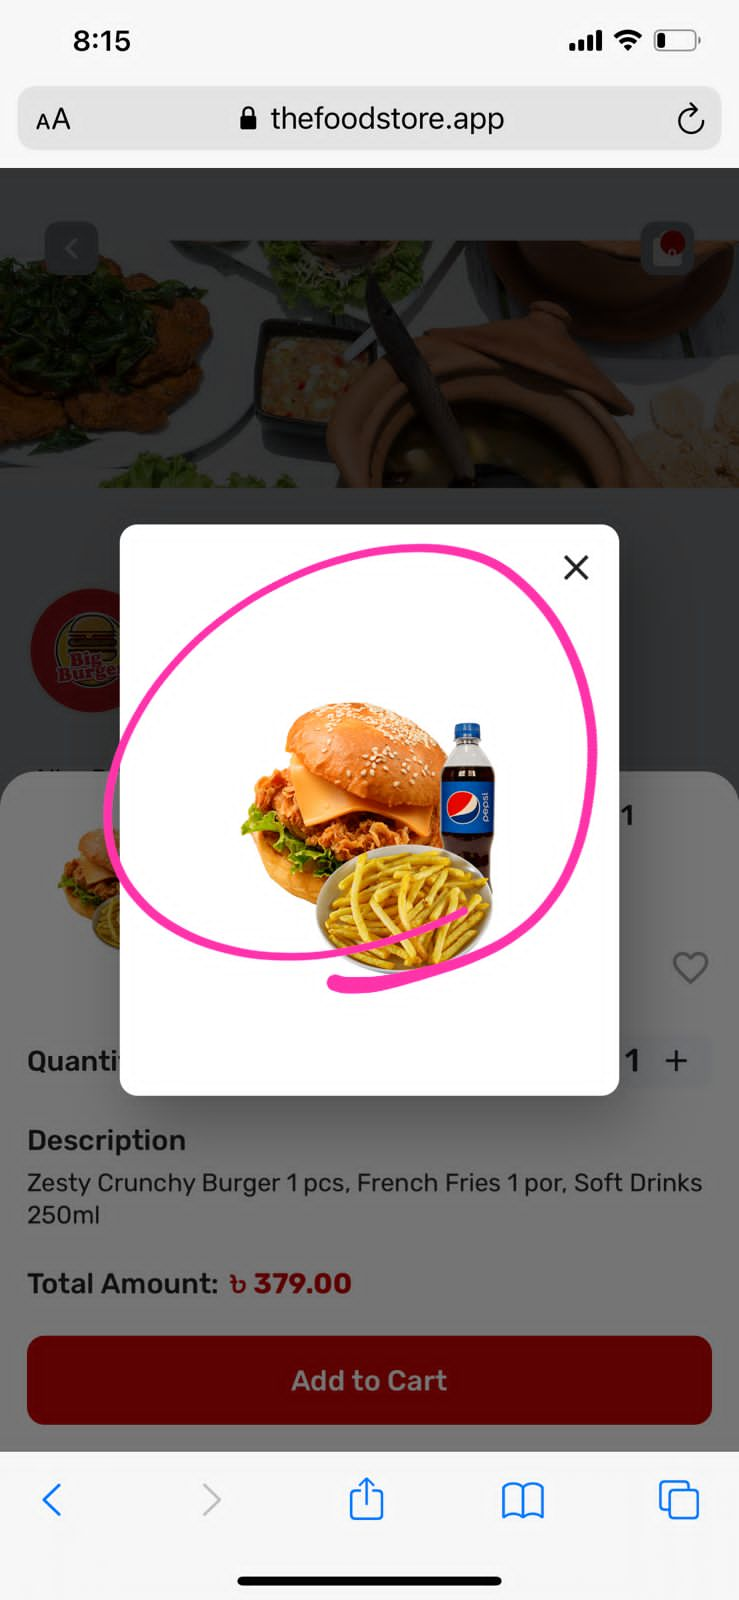 8:15
AA
thefoodstore.app
Big
Burge
pepsi
1
Quanti
1 +
Description
Zesty Crunchy Burger 1 pcs, French Fries 1 por, Soft Drinks
250ml
Total Amount: ৳ 379.00
Add to Cart